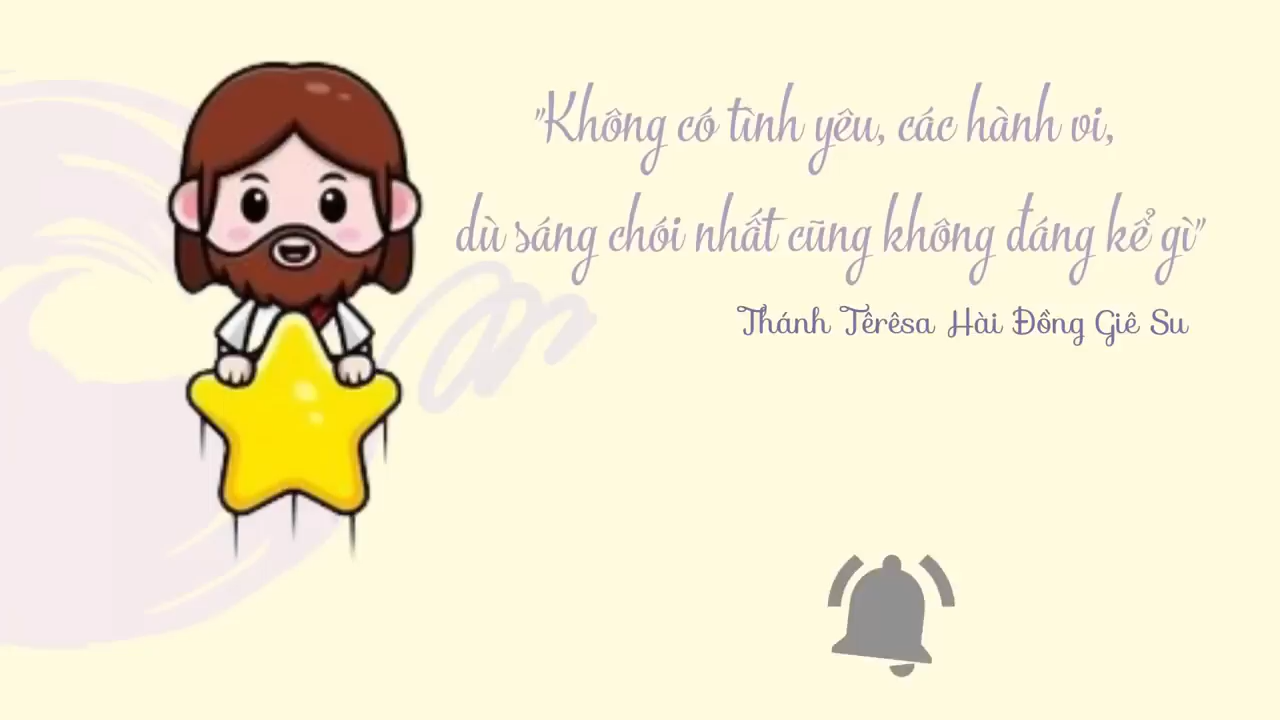 "Không có tình yêu, các hành vi,
dù sáng chói nhất cũng không đáng kể gì"
Thánh Têrêsa Hài Đồng Giê Su